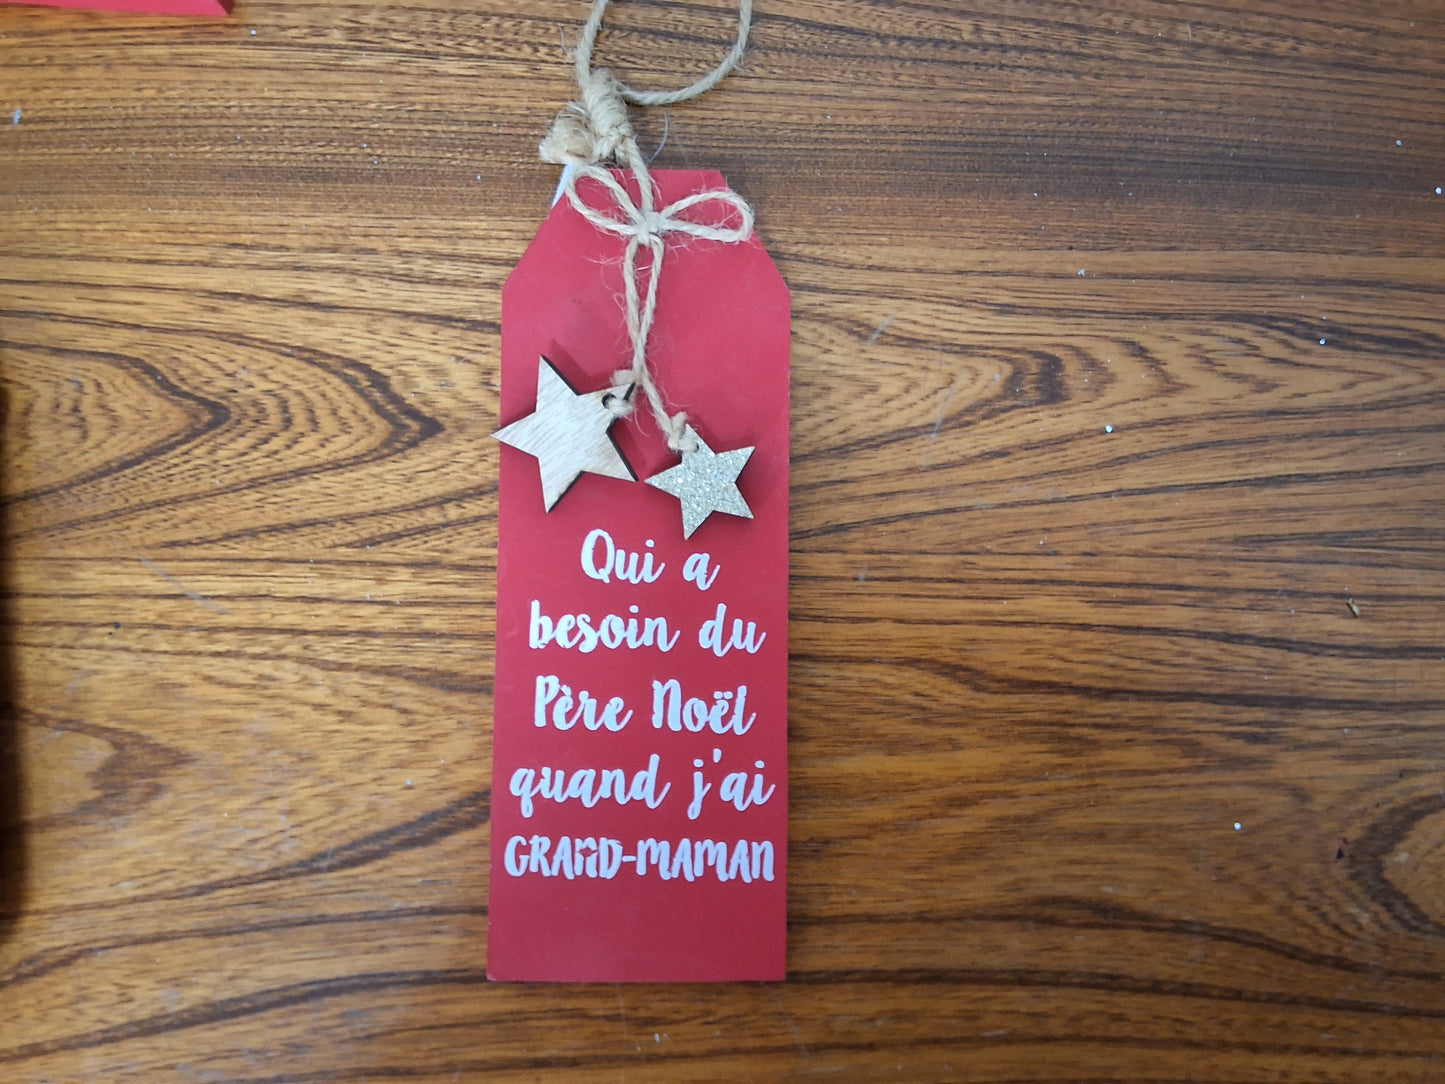 Qui a
besoin du
Père Noël
quand j'ai
GRAND-MAMAN